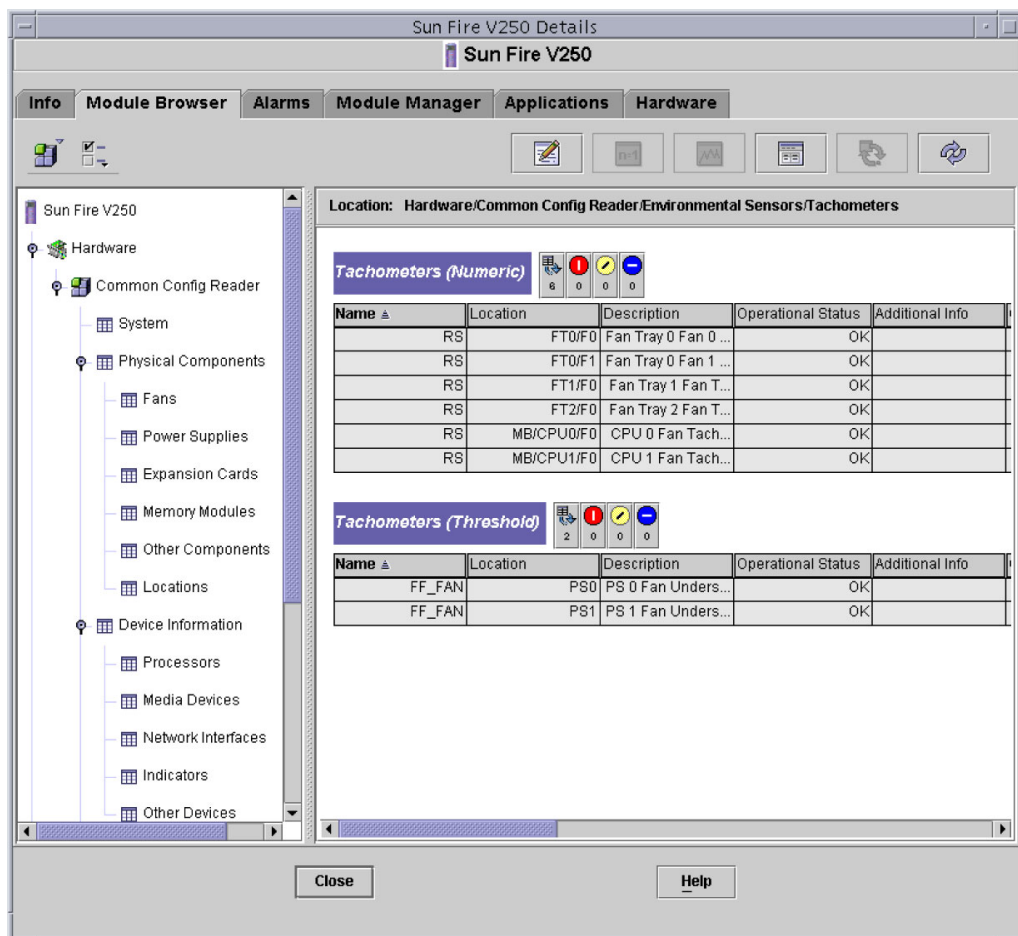 Sun Fire V250 Details
Sun Fire V250
Info Module Browser Alarms Module Manager Applications Hardware
n=1
Sun Fire V250
Hardware
Common Config Reader
System
Physical Components
Fans
Power Supplies
Expansion Cards
Memory Modules
Other Components
Locations
Device Information
Processors
Media Devices
Network Interfaces
Indicators
Other Devices
Location: Hardware/Common Config Reader/Environmental Sensors/Tachometers
Tachometers (Numeric) 6 0 0 0
Name Location Description Operational Status Additional Info
RS FT0/F0 Fan Tray 0 Fan 0 ... OK
RS FT0/F1 Fan Tray 0 Fan 1 ... OK
RS FT1/F0 Fan Tray 1 Fan T... OK
RS FT2/F0 Fan Tray 2 Fan T... OK
RS MB/CPU0/F0 CPU 0 Fan Tach... OK
RS MB/CPU1/F0 CPU 1 Fan Tach... OK
Tachometers (Threshold) 2 0 0 0
Name Location Description Operational Status Additional Info
FF_FAN PS0 PS 0 Fan Unders... OK
FF_FAN PS1 PS 1 Fan Unders... OK
Close Help